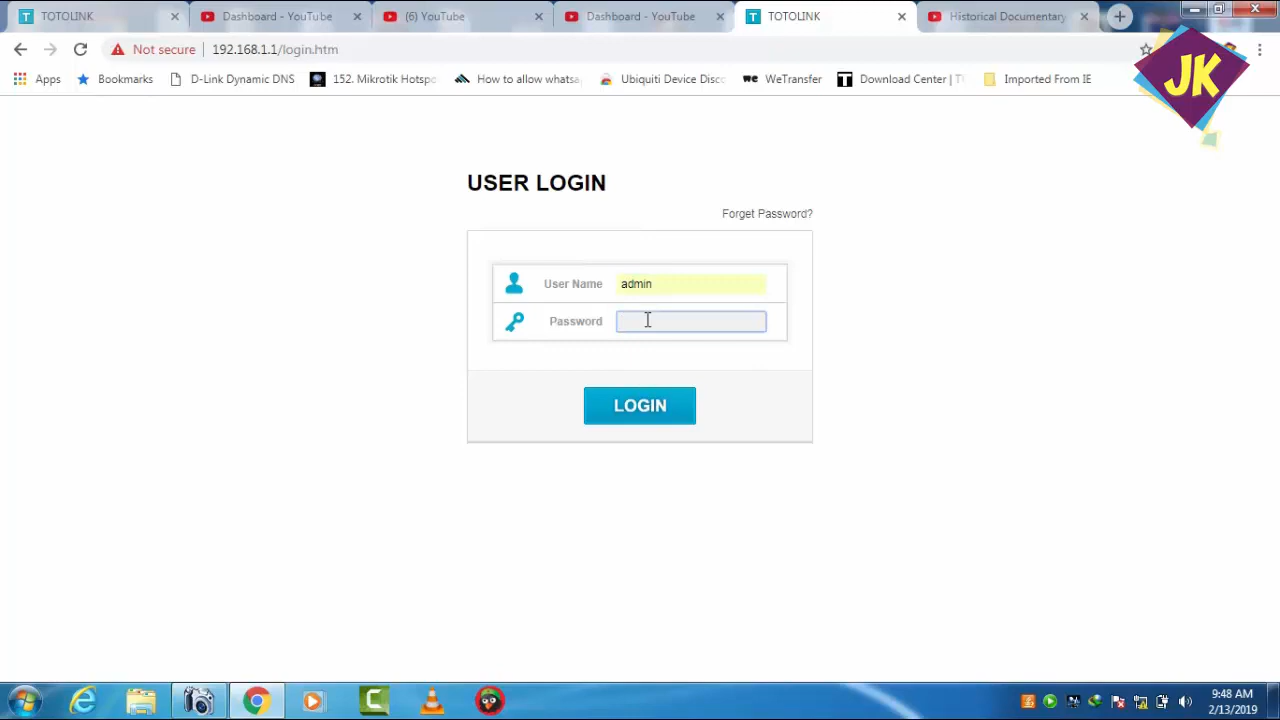 TOTOLINK
Dashboard - YouTube
(6) YouTube
Dashboard - YouTube
TOTOLINK
Historical Documentary
Not secure 192.168.1.1/login.htm
Apps
Bookmarks
D-Link Dynamic DNS
152. Mikrotik Hotspo
How to allow whatsa
Ubiquiti Device Disco
we WeTransfer
Download Center | T
Imported From IE
JK
USER LOGIN
Forget Password?
User Name admin
Password
LOGIN
9:48 AM
2/13/2019